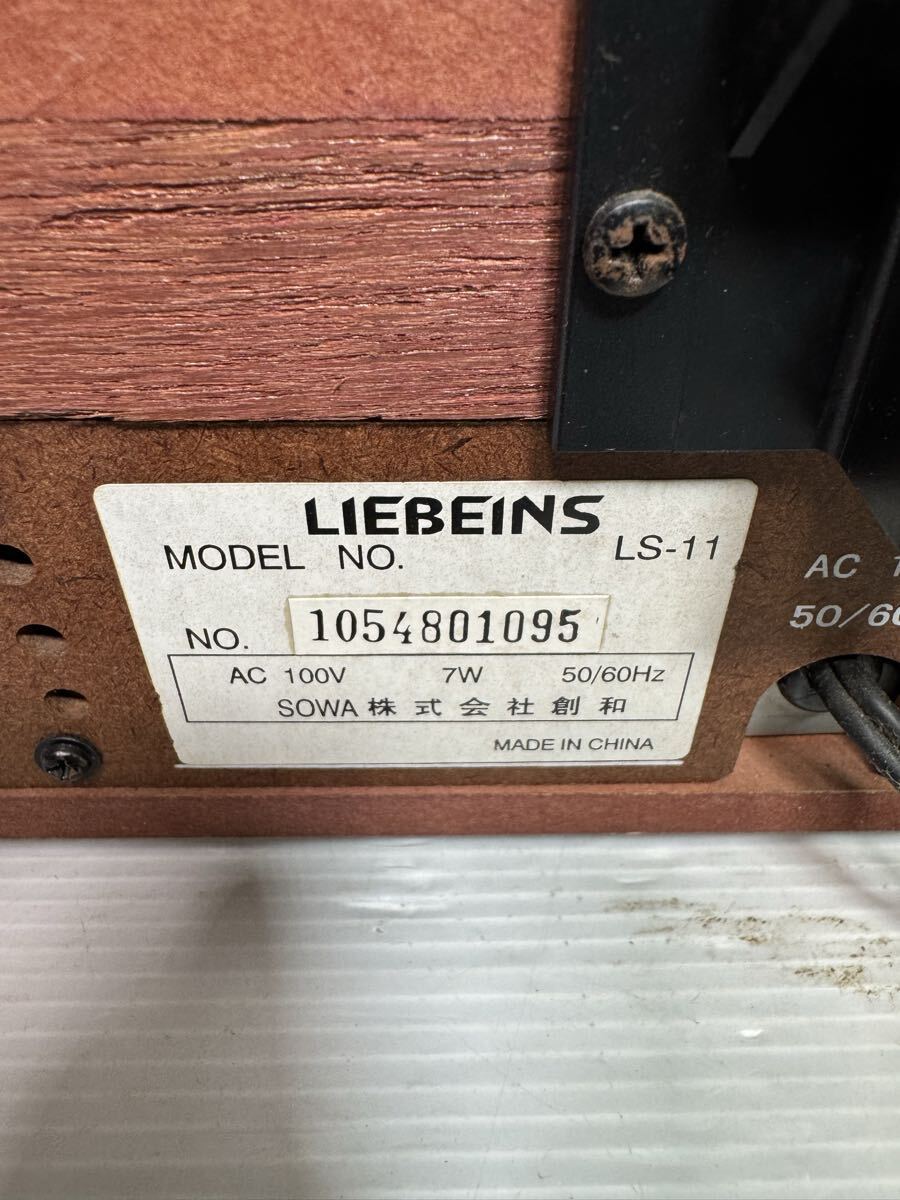 LIEBEINS
MODEL NO. LS-11
NO. 1054801095
AC 100V 7W 50/60Hz
SOWA 株式会社創和
MADE IN CHINA
AC
50/60